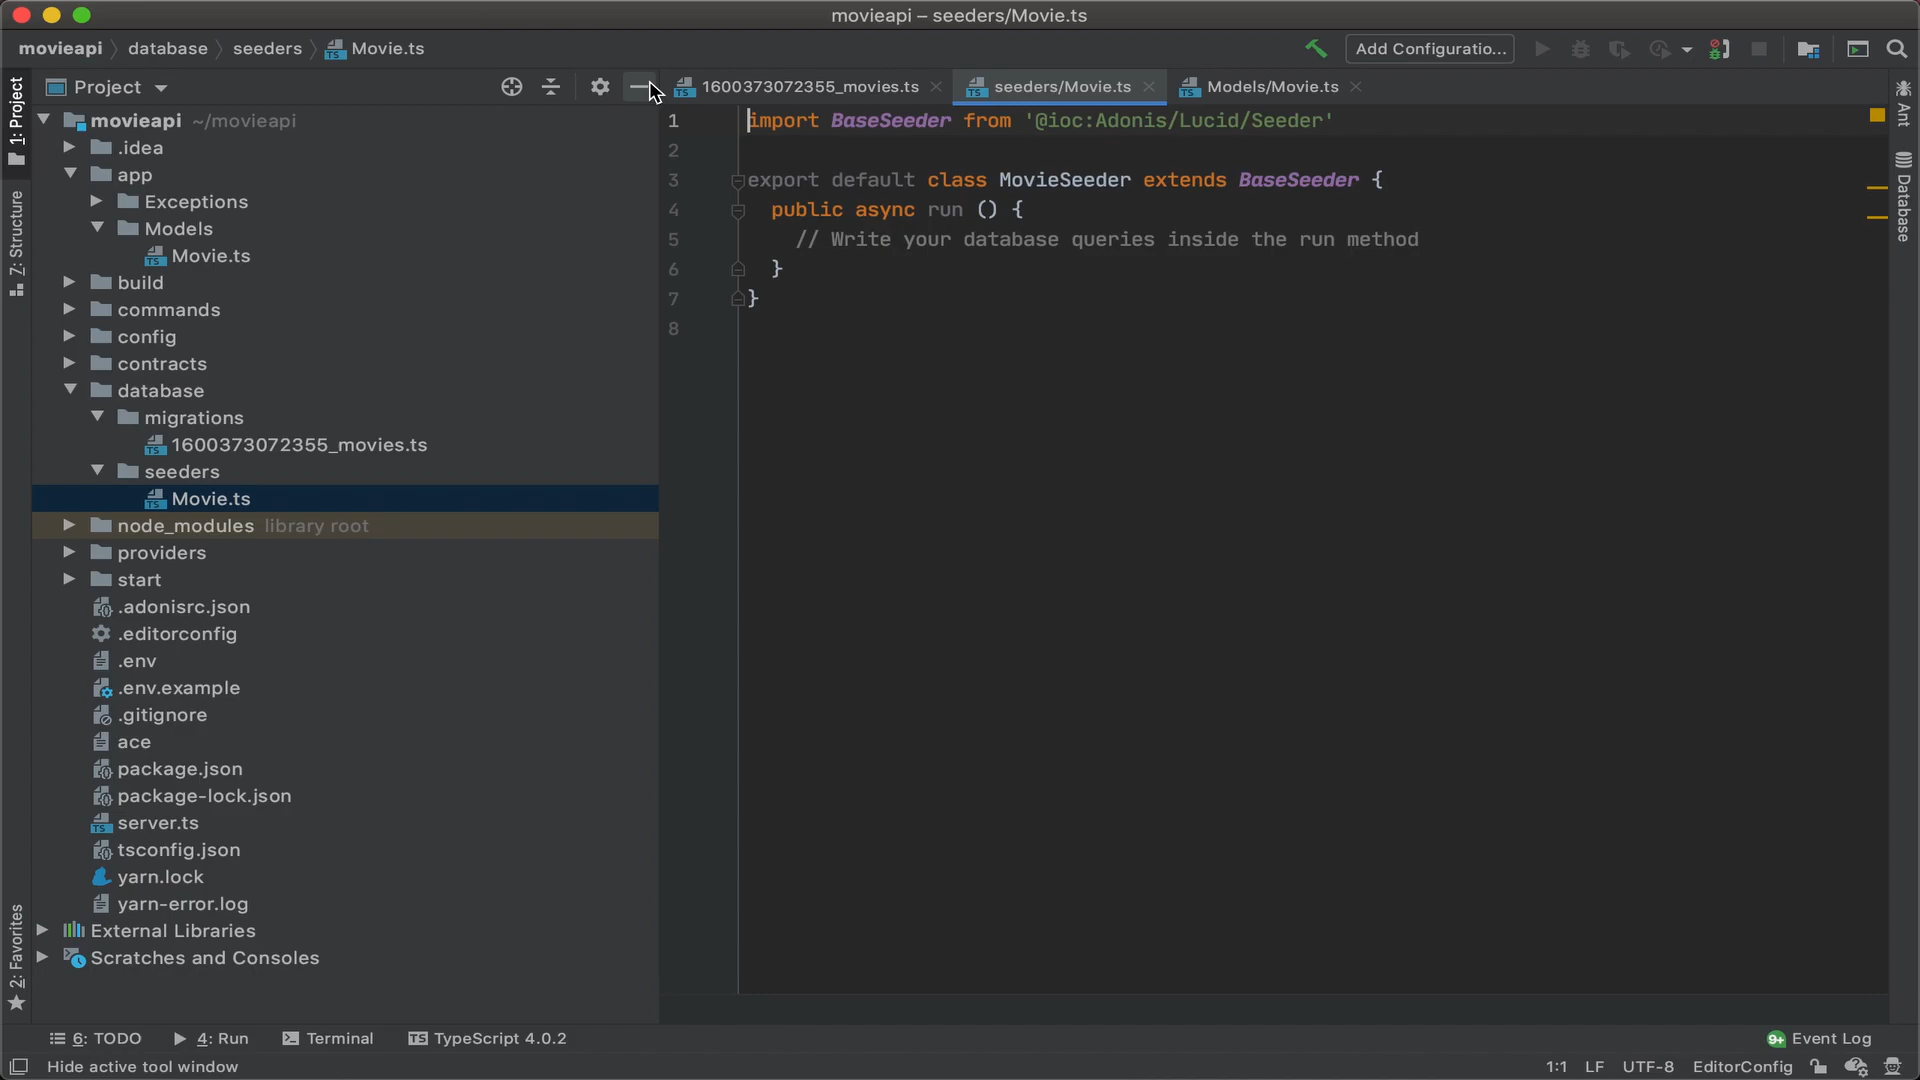 movieapi – seeders/Movie.ts
movieapi database seeders Movie.ts
Add Configuratio...
1: Project
7: Structure
2: Favorites
Project
movieapi ~/movieapi
.idea
app
Exceptions
Models
Movie.ts
build
commands
config
contracts
database
migrations
1600373072355_movies.ts
seeders
Movie.ts
node_modules library root
providers
start
.adonisrc.json
.editorconfig
.env
.env.example
.gitignore
ace
package.json
package-lock.json
server.ts
tsconfig.json
yarn.lock
yarn-error.log
External Libraries
Scratches and Consoles
1600373072355_movies.ts seeders/Movie.ts Models/Movie.ts
1 import BaseSeeder from '@ioc:Adonis/Lucid/Seeder'
2
3 export default class MovieSeeder extends BaseSeeder {
4 public async run () {
5 // Write your database queries inside the run method
6 }
7 }
8
Ant
Database
6: TODO 4: Run Terminal TypeScript 4.0.2 9+ Event Log
Hide active tool window 1:1 LF UTF-8 EditorConfig